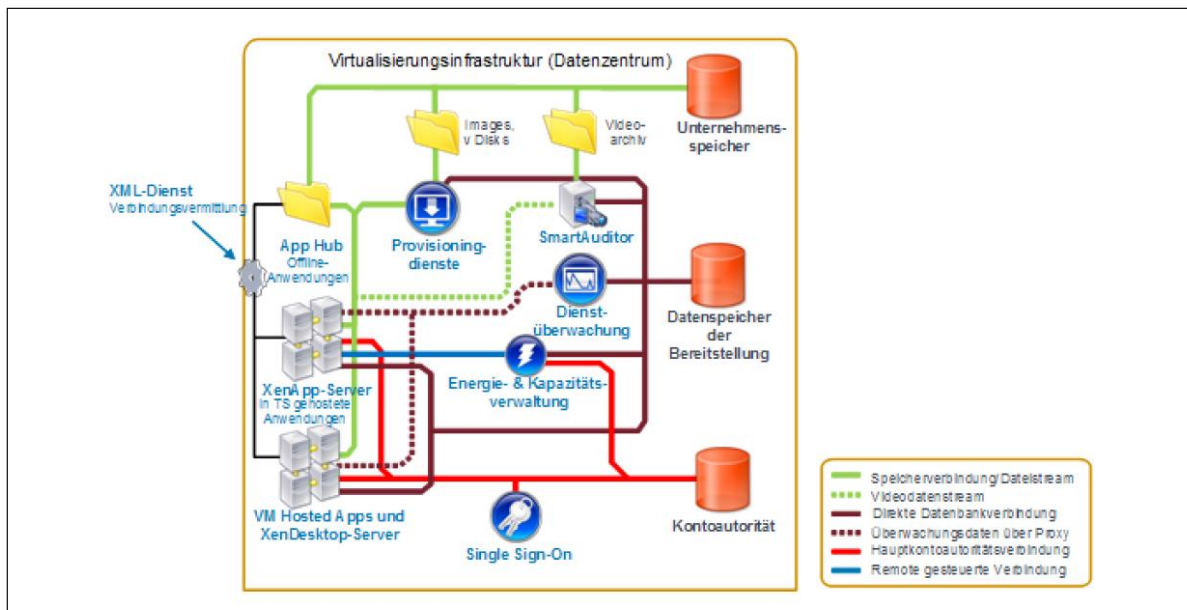 Virtualisierungsinfrastruktur (Datenzentrum)
Images,
v Disks
Video-
archiv
Unternehmens-
speicher
XML-Dienst
Verbindungsvermittlung
App Hub
Offline-
Anwendungen
Provisioning-
dienste
SmartAuditor
Dienst-
überwachung
Datenspeicher
der
Bereitstellung
XenApp-Server
in TS gehostete
Anwendungen
Energie- & Kapazitäts-
verwaltung
VM Hosted Apps und
XenDesktop-Server
Single Sign-On
Kontoautorität
Speicherverbindung/Dateistream
Videodatenstream
Direkte Datenbankverbindung
Überwachungsdaten über Proxy
Hauptkontoautoritätsverbindung
Remote gesteuerte Verbindung